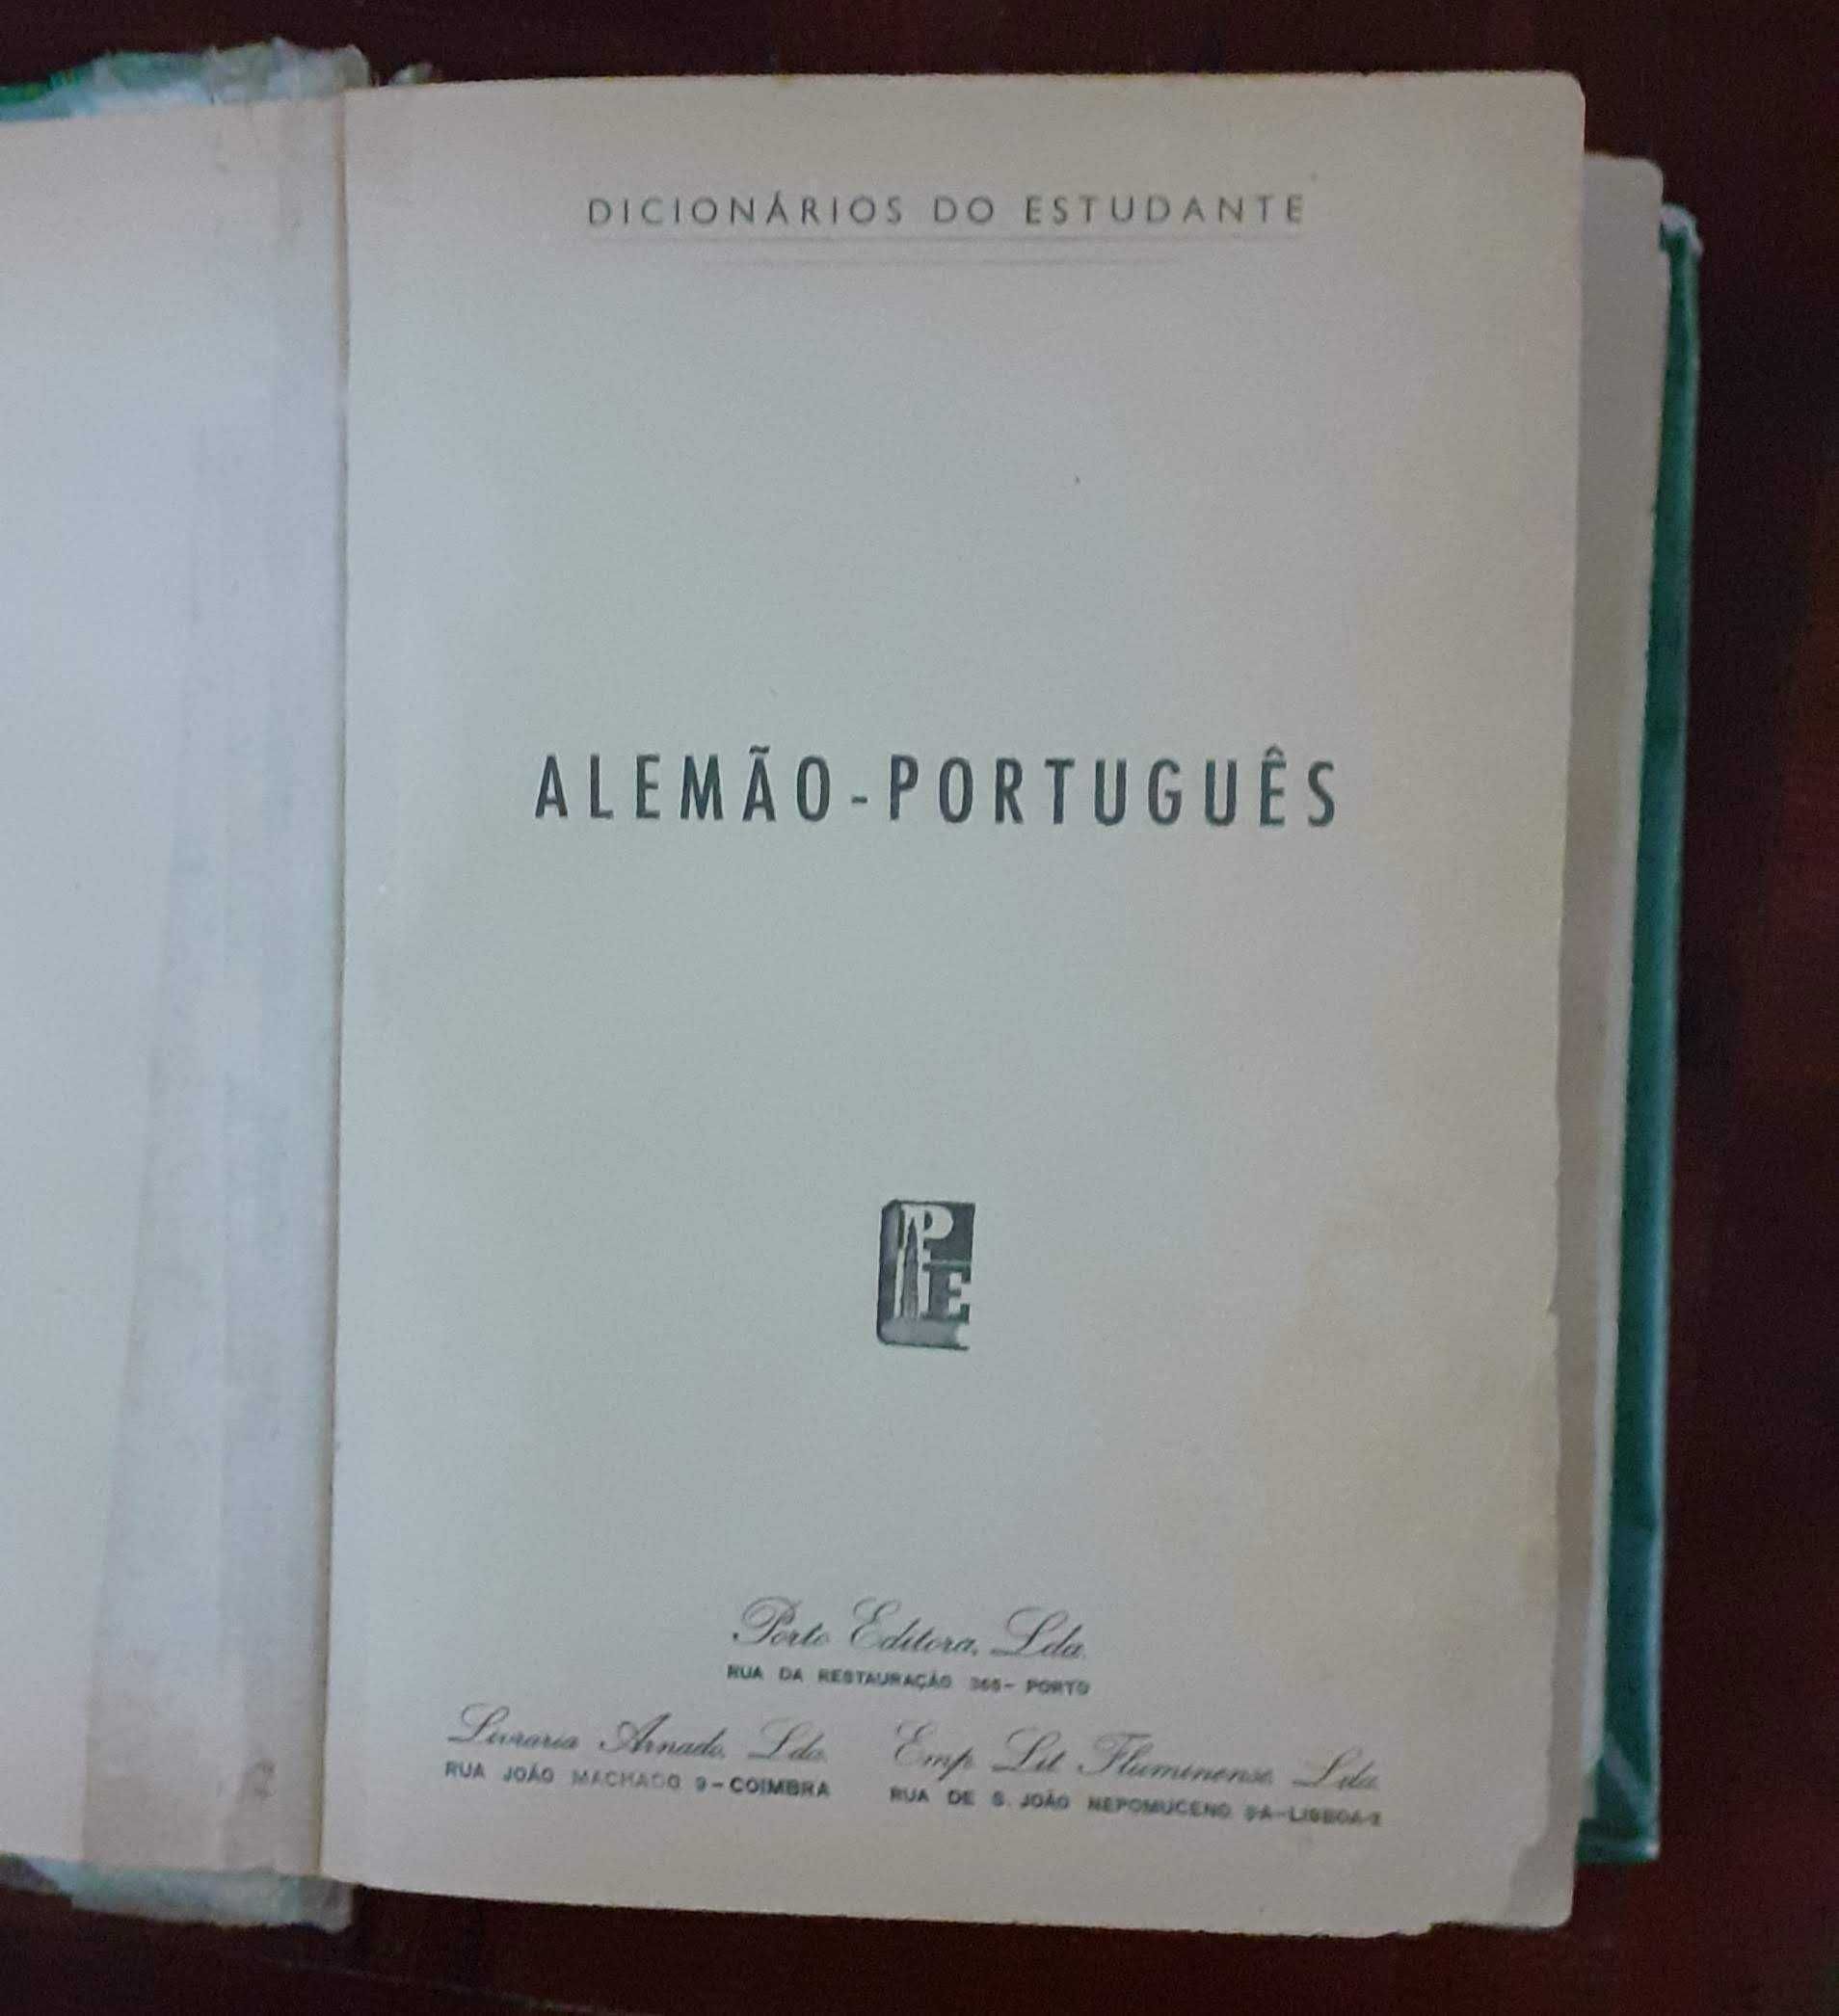 DICIONÁRIOS DO ESTUDANTE
ALEMÃO-PORTUGUÊS
PE
Porto Editora, Lda.
RUA DA RESTAURAÇÃO 365 - PORTO
Livraria Arnado, Lda.
RUA JOÃO MACHADO 9 - COIMBRA
Emp. Lit. Fluminense, Lda.
RUA DE S. JOÃO NEPOMUCENO LISBOA-2